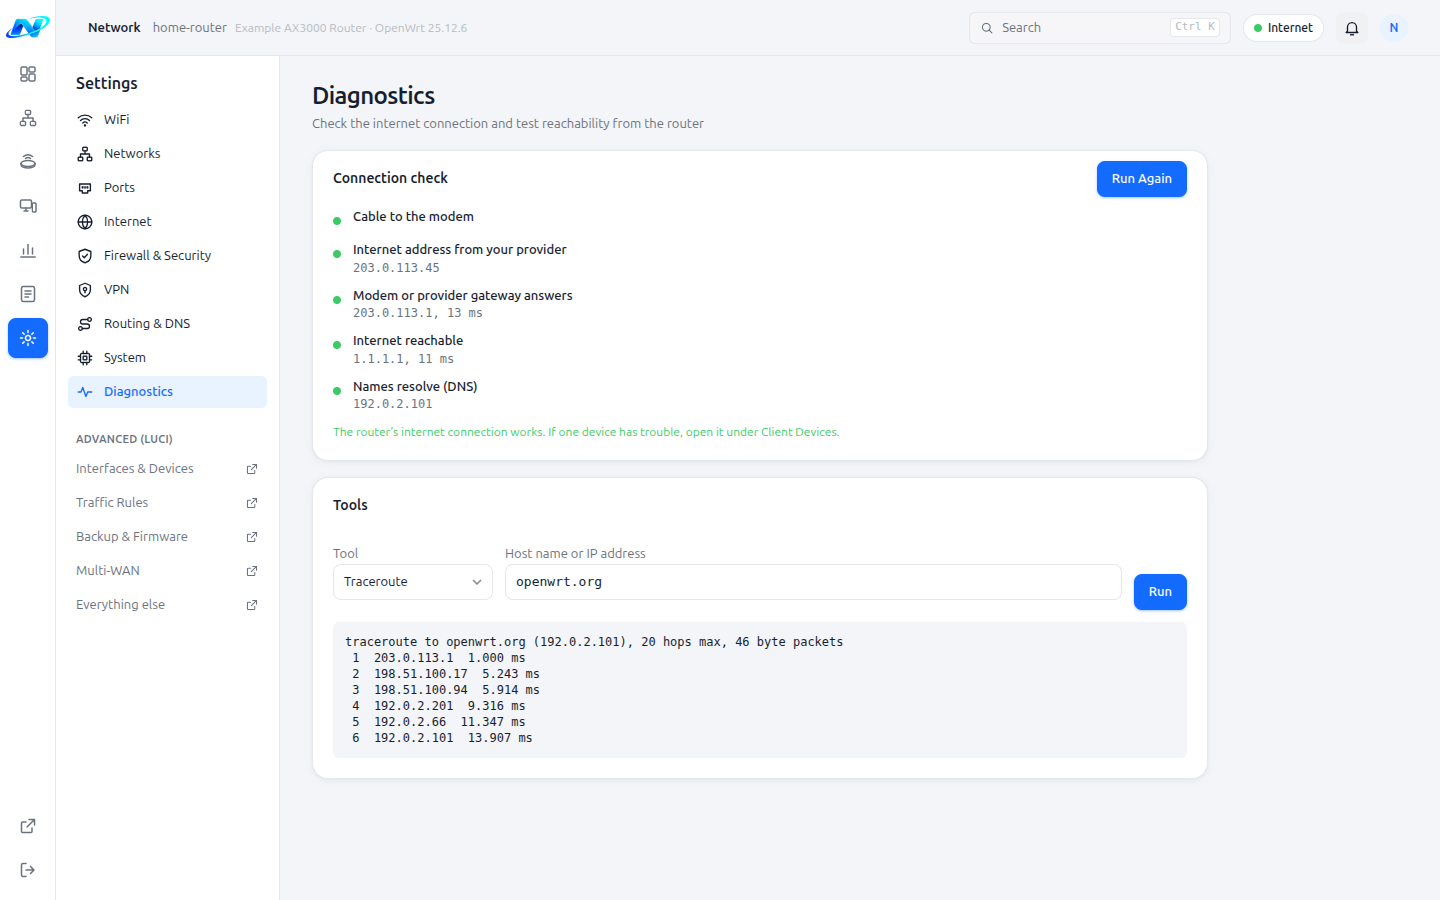 Network home-router Example AX3000 Router · OpenWrt 25.12.6
Search Ctrl K
Internet
N
Settings
WiFi
Networks
Ports
Internet
Firewall & Security
VPN
Routing & DNS
System
Diagnostics
ADVANCED (LUCI)
Interfaces & Devices
Traffic Rules
Backup & Firmware
Multi-WAN
Everything else
Diagnostics
Check the internet connection and test reachability from the router
Connection check
Run Again
Cable to the modem
Internet address from your provider
203.0.113.45
Modem or provider gateway answers
203.0.113.1, 13 ms
Internet reachable
1.1.1.1, 11 ms
Names resolve (DNS)
192.0.2.101
The router's internet connection works. If one device has trouble, open it under Client Devices.
Tools
Tool
Traceroute
Host name or IP address
openwrt.org
Run
traceroute to openwrt.org (192.0.2.101), 20 hops max, 46 byte packets
1  203.0.113.1  1.000 ms
2  198.51.100.17  5.243 ms
3  198.51.100.94  5.914 ms
4  192.0.2.201  9.316 ms
5  192.0.2.66  11.347 ms
6  192.0.2.101  13.907 ms